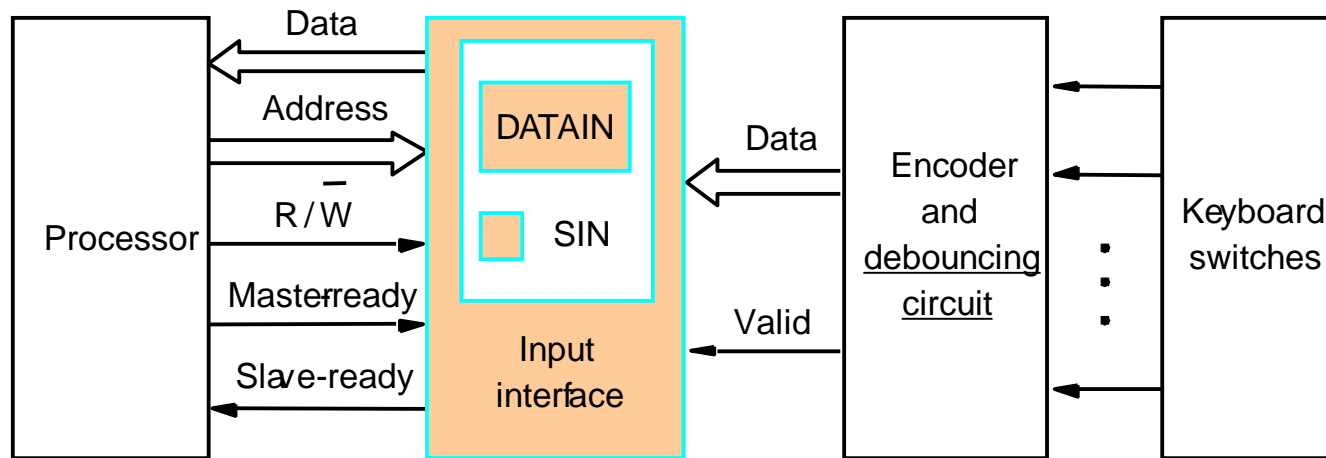 Data
Address
R / W̅
Master-ready
Slave-ready
Processor
DATAIN
SIN
Input
interface
Data
Valid
Encoder
and
debouncing
circuit
Keyboard
switches